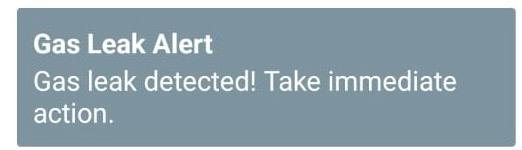 Gas Leak Alert
Gas leak detected! Take immediate
action.